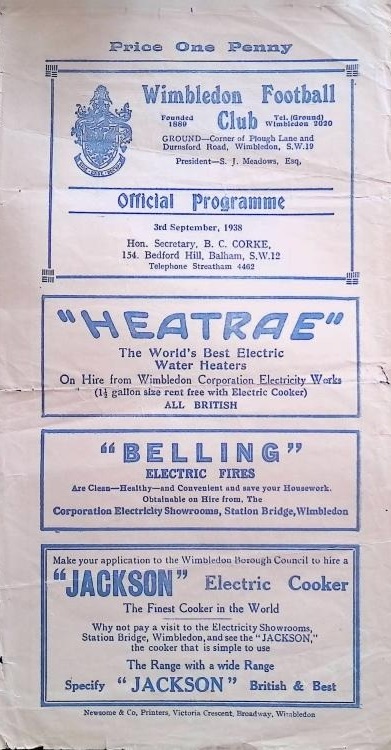 Price One Penny
Wimbledon Football
Founded 1889 Club Tel. (Ground) Wimbledon 2020
GROUND—Corner of Plough Lane and
Durnsford Road, Wimbledon, S.W.19
President—S. J. Meadows, Esq,
Official Programme
3rd September, 1938
Hon. Secretary, B. C. CORKE,
154. Bedford Hill, Balham, S.W.12
Telephone Streatham 4462
"HEATRAE"
The World's Best Electric
Water Heaters
On Hire from Wimbledon Corporation Electricity Works
(1½ gallon size rent free with Electric Cooker)
ALL BRITISH
"BELLING"
ELECTRIC FIRES
Are Clean—Healthy—and Convenient and save your Housework.
Obtainable on Hire from, The
Corporation Electricity Showrooms, Station Bridge, Wimbledon
Make your application to the Wimbledon Borough Council to hire a
"JACKSON" Electric Cooker
The Finest Cooker in the World
Why not pay a visit to the Electricity Showrooms,
Station Bridge, Wimbledon, and see the "JACKSON,"
the cooker that is simple to use
The Range with a wide Range
Specify "JACKSON" British & Best
Newsome & Co, Printers, Victoria Crescent, Broadway, Wimbledon